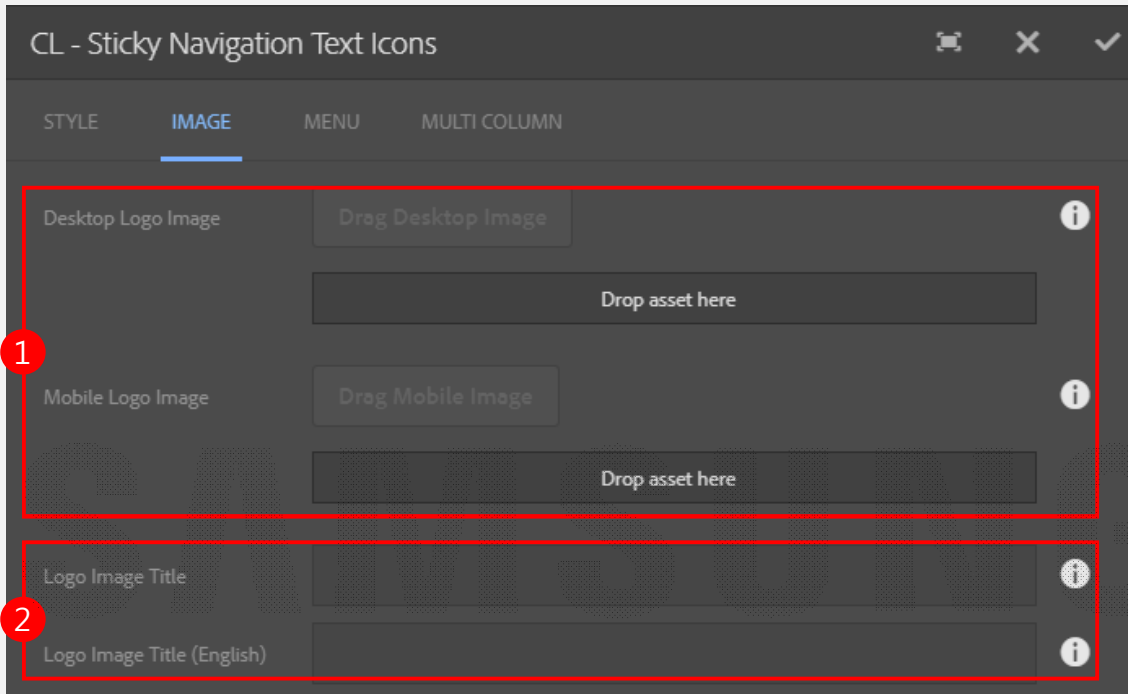 CL - Sticky Navigation Text Icons
STYLE IMAGE MENU MULTI COLUMN
Desktop Logo Image Drag Desktop Image
Drop asset here
1
Mobile Logo Image Drag Mobile Image
Drop asset here
SAMSUNG
Logo Image Title
2
Logo Image Title (English)